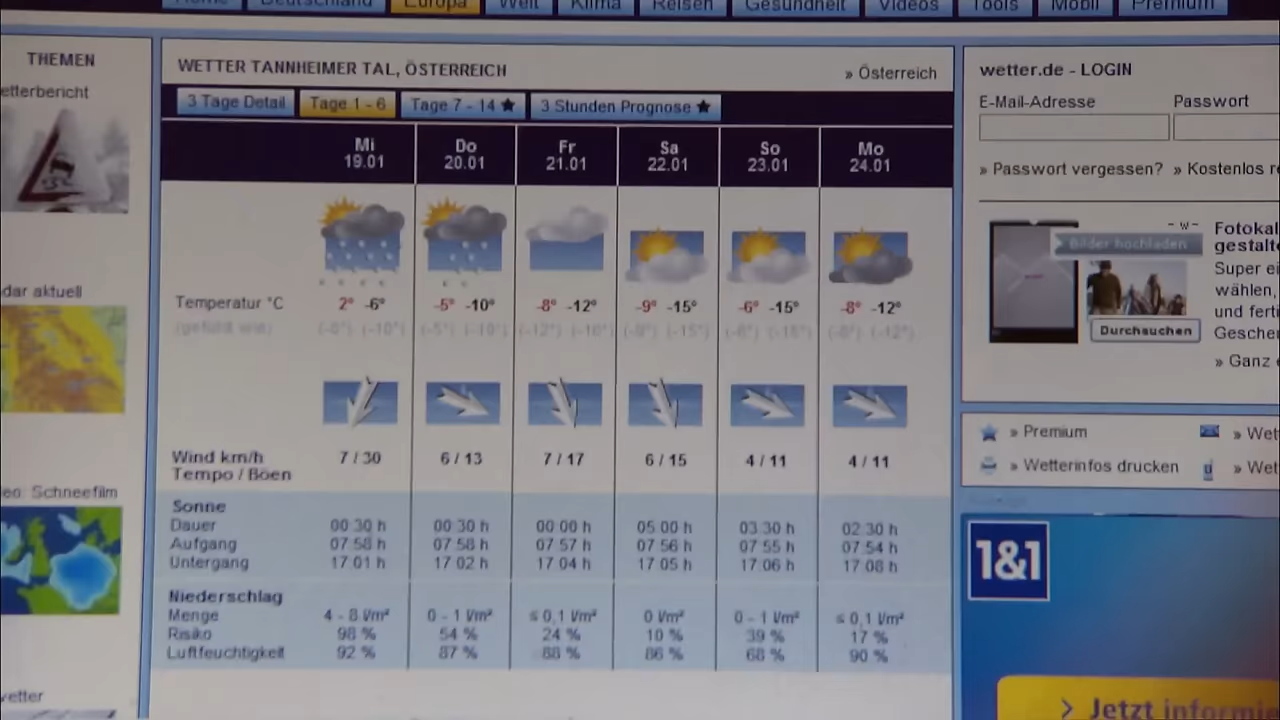 Home Deutschland Europa Welt Klima Reisen Gesundheit Videos Tools Mobil Premium
THEMEN
etterbericht
dar aktuell
eo: Schneefilm
wetter
WETTER TANNHEIMER TAL, ÖSTERREICH
» Österreich
3 Tage Detail Tage 1 - 6 Tage 7 - 14 ★ 3 Stunden Prognose ★
Mi Do Fr Sa So Mo
19.01 20.01 21.01 22.01 23.01 24.01
Temperatur °C 2° -6° -5° -10° -8° -12° -9° -15° -6° -15° -8° -12°
(gefühlt wie)
Wind km/h
Tempo / Böen 7 / 30 6 / 13 7 / 17 6 / 15 4 / 11 4 / 11
Sonne
Dauer 00:30 h 00:30 h 00:00 h 05:00 h 03:30 h 02:30 h
Aufgang 07:58 h 07:58 h 07:57 h 07:56 h 07:55 h 07:54 h
Untergang 17:01 h 17:02 h 17:04 h 17:05 h 17:06 h 17:08 h
Niederschlag
Menge 4 - 8 l/m² 0 - 1 l/m² ≤ 0,1 l/m² 0 l/m² 0 - 1 l/m² ≤ 0,1 l/m²
Risiko 98 % 54 % 24 % 10 % 39 % 17 %
Luftfeuchtigkeit 92 % 87 % 88 % 86 % 68 % 90 %
wetter.de - LOGIN
E-Mail-Adresse Passwort
» Passwort vergessen? » Kostenlos
Fotokal
gestalt
Bilder hochladen
Super ei
wählen,
und ferti
Gesche
Durchsuchen
» Ganz
» Premium » Wet
» Wetterinfos drucken » Wet
1&1
> Jetzt informie